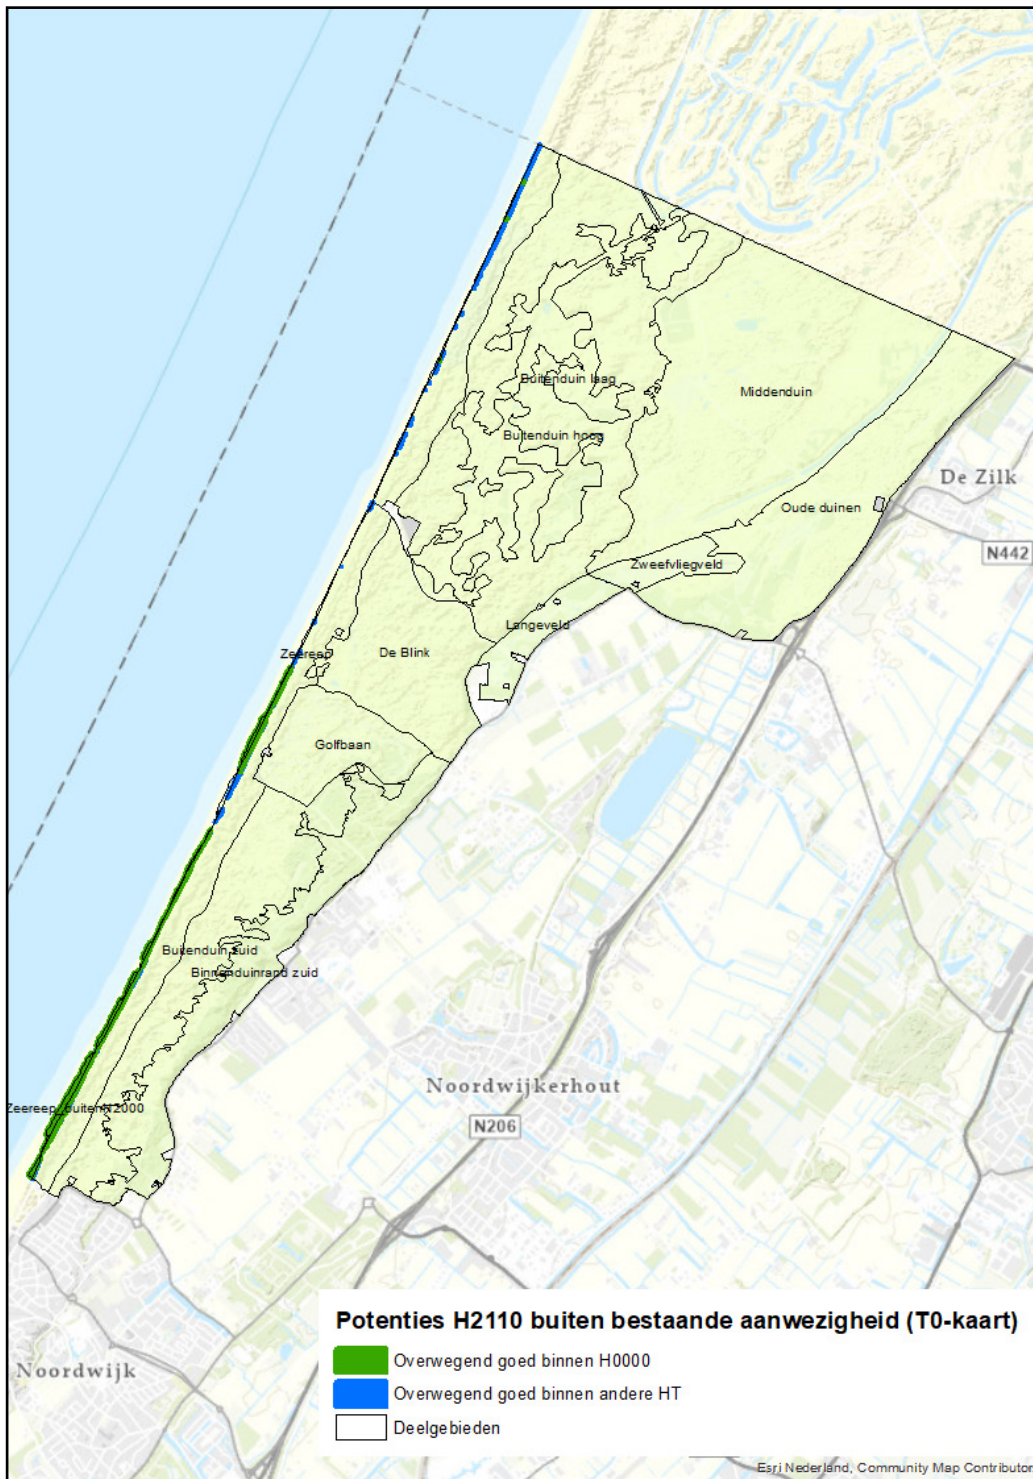 Buitenduin laag
Middenduin
Buitenduin hoog
De Zilk
Oude duinen
N442
Zweefvliegveld
Langeveld
Zeereep
De Blink
Golfbaan
Buitenduin zuid
Binnenduinrand zuid
Noordwijkerhout
Zeereep_buitenN2000
N206
Noordwijk
Potenties H2110 buiten bestaande aanwezigheid (T0-kaart)
Overwegend goed binnen H0000
Overwegend goed binnen andere HT
Deelgebieden
Esri Nederland, Community Map Contributor